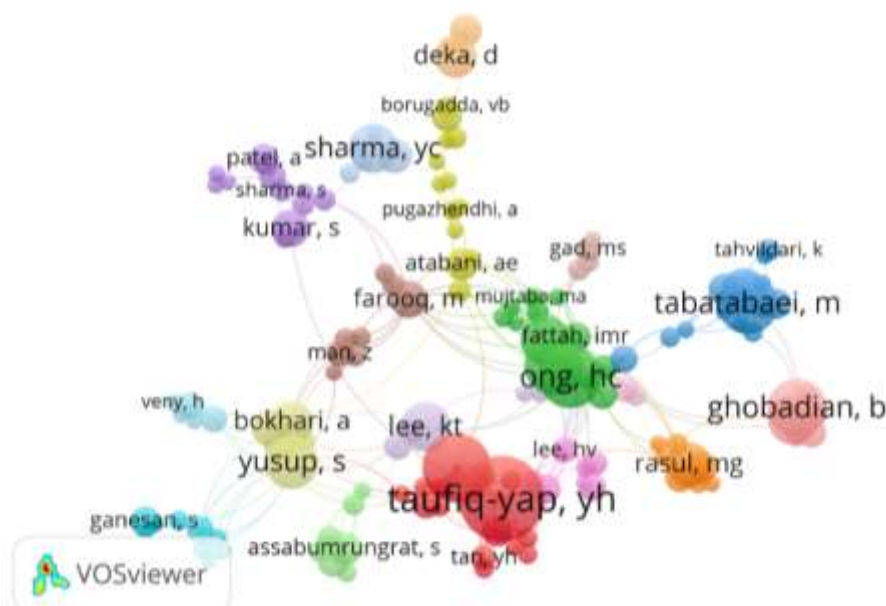 deka, d
borugadda, vb
sharma, yc
patel, a
sharma, s
pugazhendhi, a
kumar, s
gad, ms
tahvildari, k
atabani, ae
farooq, m
mujtaba, ma
tabatabaei, m
fattah, imr
man, z
ong, hc
veny, h
ghobadian, b
bokhari, a
lee, kt
lee, hv
yusup, s
rasul, mg
taufiq-yap, yh
ganesan, s
assabumrungrat, s
tan, yh
VOSviewer